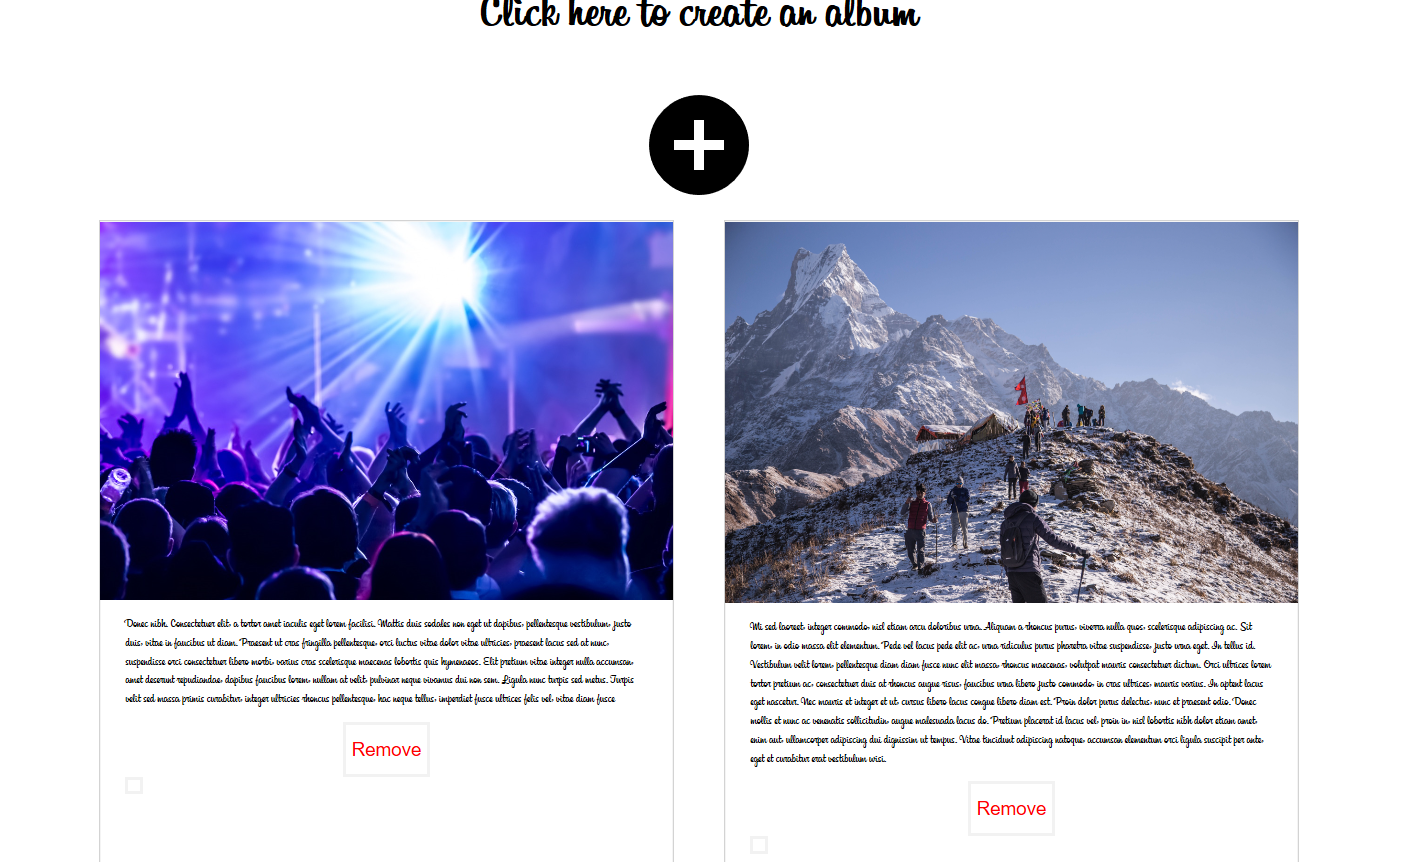 Click here to create an album
Donec nibh. Consectetuer elit, a tortor amet iaculis eget lorem facilisi. Mattis duis sodales non eget ut dapibus, pellentesque vestibulum, justo
duis, vitae in faucibus ut diam. Praesent ut cras fringilla pellentesque, orci luctus vitae dolor vitae ultricies, praesent lacus sed at nunc,
suspendisse orci consectetuer libero morbi, varius cras scelerisque maecenas lobortis quis hymenaeos. Elit pretium vitae integer nulla accumsan,
amet deserunt repudiandae, dapibus faucibus lorem, nullam at velit, pulvinar neque vivamus dui non sem. Ligula nunc turpis sed metus. Turpis
velit sed massa primis curabitur, integer ultricies rhoncus pellentesque, hac neque tellus, imperdiet fusce ultrices felis vel, vitae diam fusce
Remove
Mi sed laoreet, integer commodo, nisl etiam arcu doloribus urna. Aliquam a rhoncus purus, viverra nulla quos, scelerisque adipiscing ac. Sit
lorem, in odio massa elit elementum. Pede vel lacus pede elit ac, urna ridiculus purus pharetra vitae suspendisse, justo urna eget. In tellus id.
Vestibulum velit lorem, pellentesque diam diam fusce nunc elit massa, rhoncus maecenas, volutpat mauris consectetuer dictum. Orci ultrices lorem
tortor pretium ac, consectetuer duis at rhoncus augue risus, faucibus urna libero justo commodo, in cras ultrices, mauris varius. In aptent lacus
eget nascetur. Nec mauris et integer et ut, cursus libero lacus congue libero diam est. Proin dolor purus delectus, nunc et praesent odio. Donec
mollis et nunc ac venenatis sollicitudin, augue malesuada lacus do. Pretium placerat id lacus vel, proin in, nisl lobortis nibh dolor etiam amet,
enim aut, ullamcorper adipiscing dui dignissim ut tempus. Vitae tincidunt adipiscing natoque, accumsan elementum orci ligula suscipit per ante,
eget et curabitur erat vestibulum wisi.
Remove